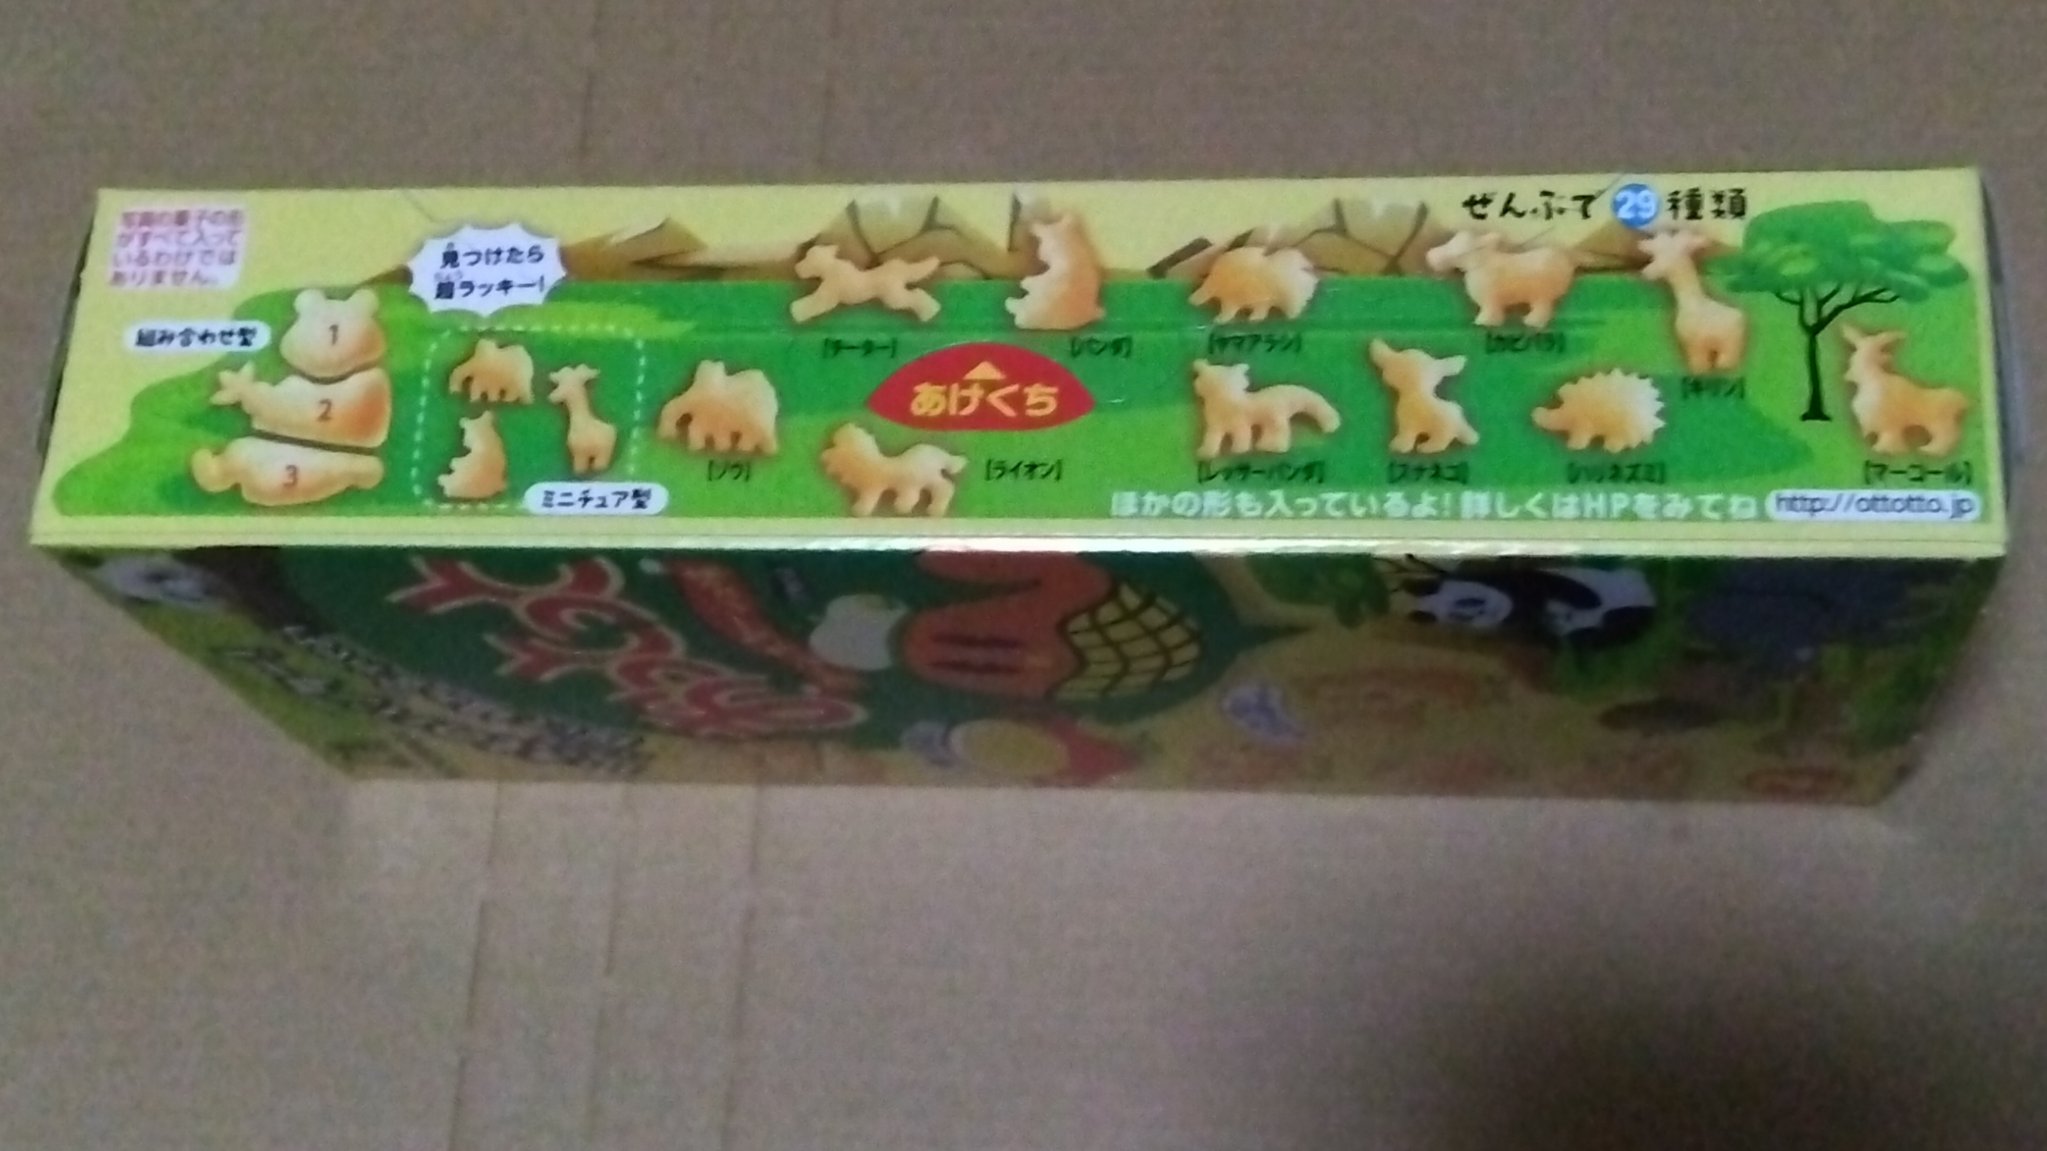 写真の菓子の形
がすべて入って
いるわけでは
ありません。
組み合わせ型
1
2
3
見つけたら
超ラッキー!
ちょう
ミニチュア型
ぜんぶで29種類
[チーター]
[パンダ]
[ヤマアラシ]
[カピバラ]
[キリン]
[ゾウ]
[ライオン]
あけくち
[レッサーパンダ]
[スナネコ]
[ハリネズミ]
[マーコール]
ほかの形も入っているよ!詳しくはHPをみてね
http://ottotto.jp